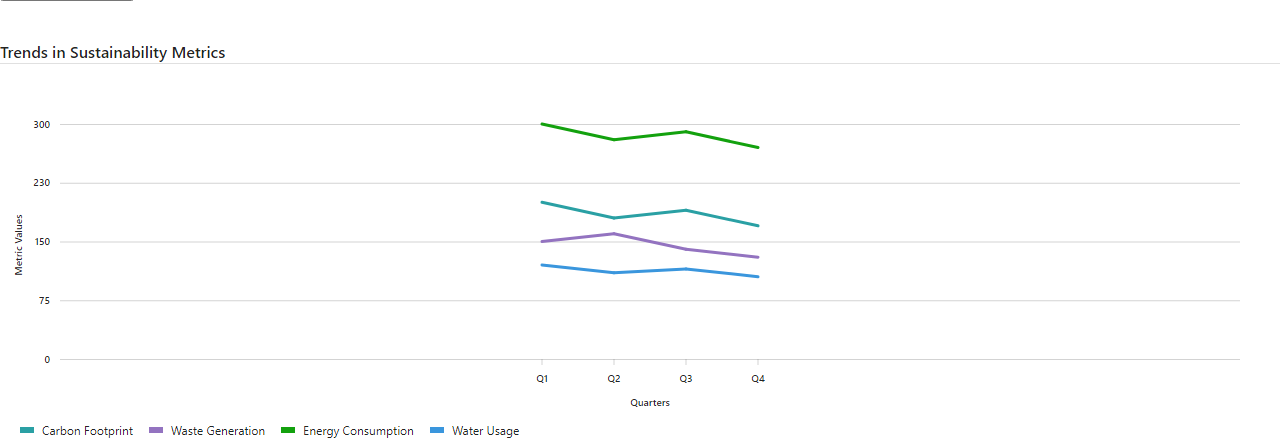 Trends in Sustainability Metrics
300
230
150
75
0
Metric Values
Q1 Q2 Q3 Q4
Quarters
Carbon Footprint Waste Generation Energy Consumption Water Usage